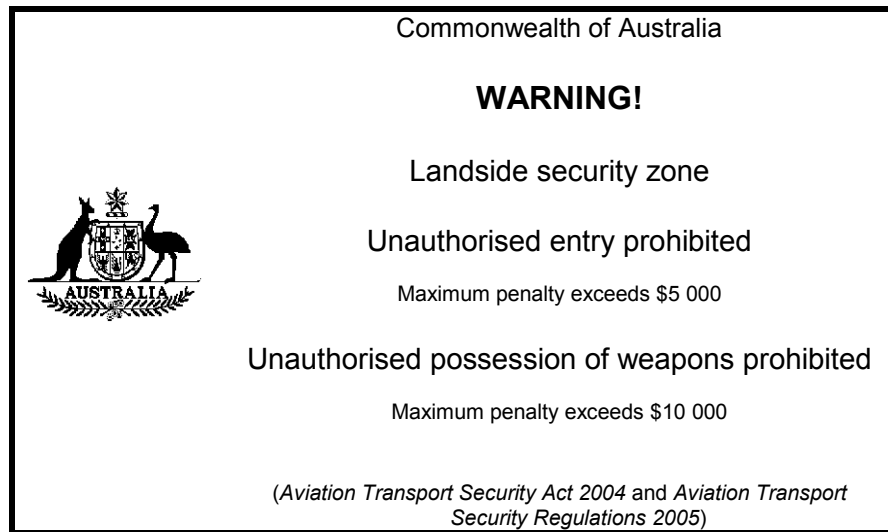 Commonwealth of Australia
WARNING!
Landside security zone
Unauthorised entry prohibited
Maximum penalty exceeds $5 000
AUSTRALIA
Unauthorised possession of weapons prohibited
Maximum penalty exceeds $10 000
(Aviation Transport Security Act 2004 and Aviation Transport
Security Regulations 2005)